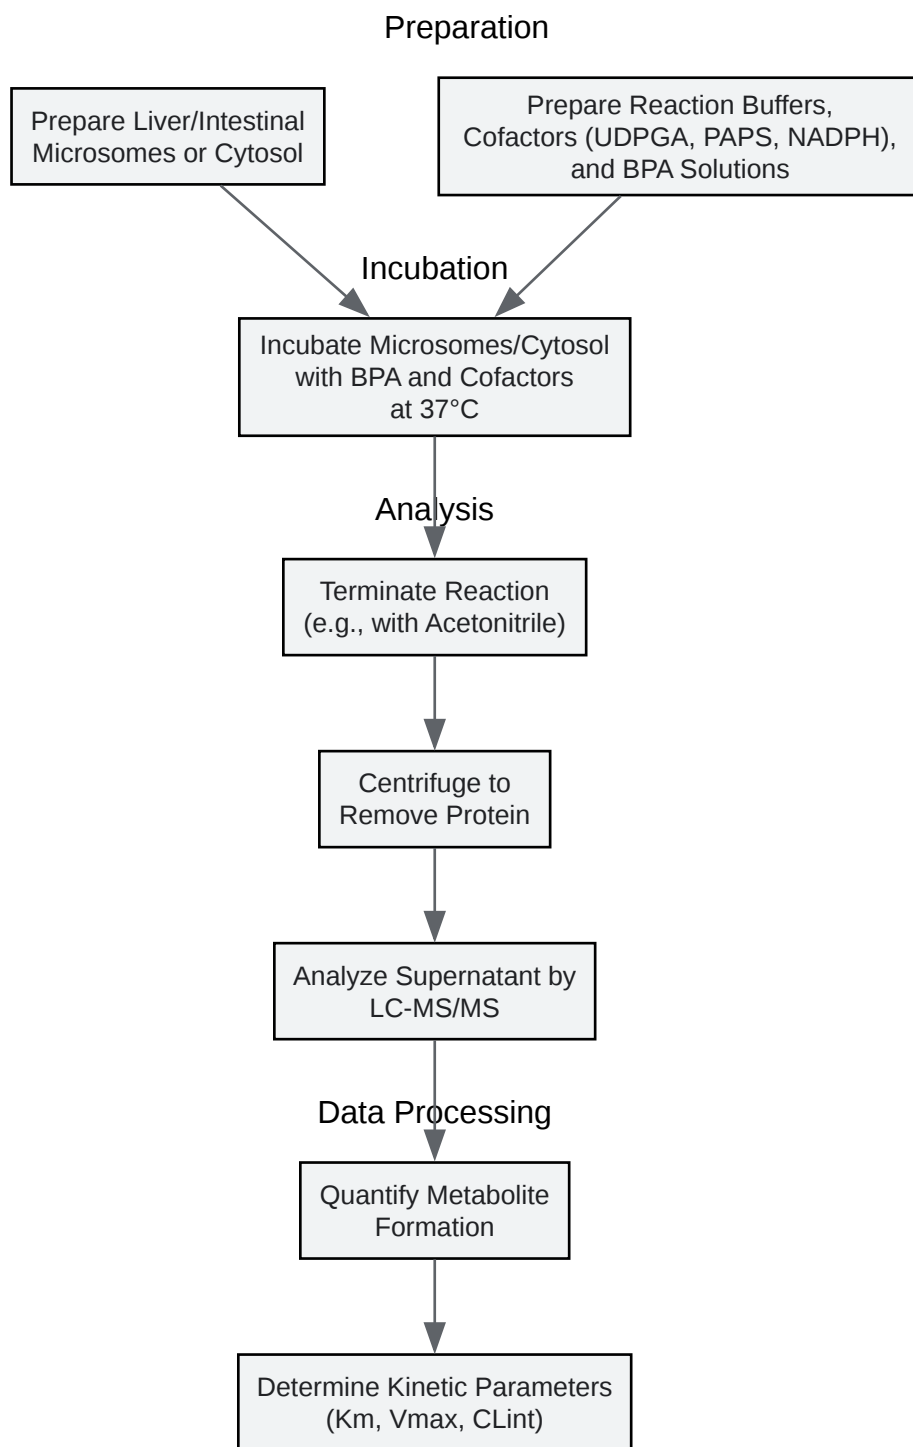 Preparation
Prepare Liver/Intestinal
Microsomes or Cytosol
Prepare Reaction Buffers,
Cofactors (UDPGA, PAPS, NADPH),
and BPA Solutions
Incubation
Incubate Microsomes/Cytosol
with BPA and Cofactors
at 37°C
Analysis
Terminate Reaction
(e.g., with Acetonitrile)
Centrifuge to
Remove Protein
Analyze Supernatant by
LC-MS/MS
Data Processing
Quantify Metabolite
Formation
Determine Kinetic Parameters
(Km, Vmax, CLint)